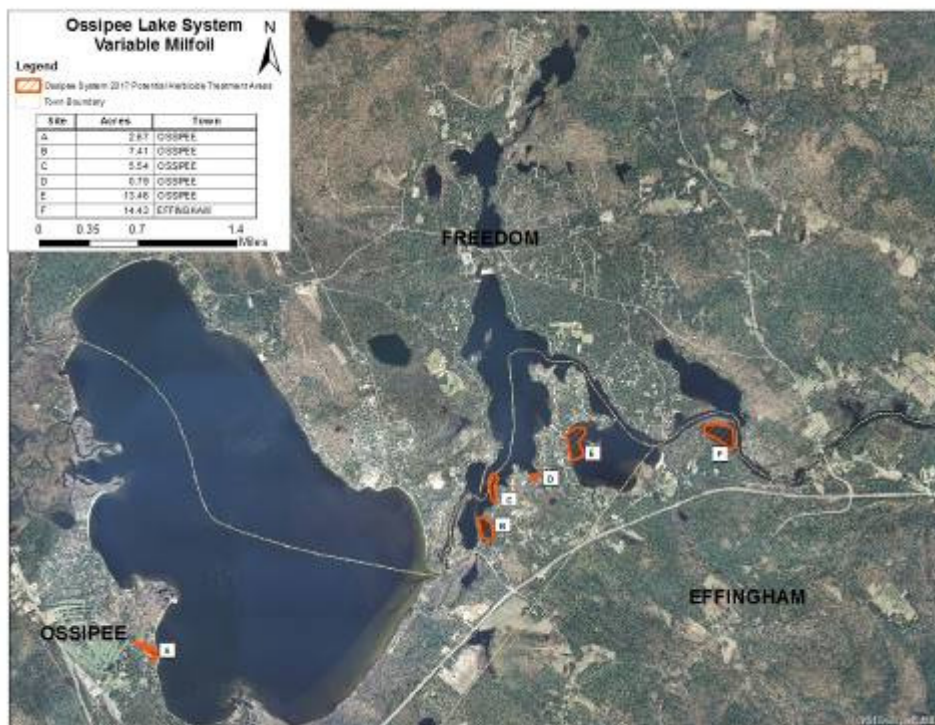 Ossipee Lake System
Variable Milfoil
N
Legend
Ossipee System 2017 Potential Herbicide Treatment Areas
Town Boundary
Site Acres Town
A 2.67 OSSIPEE
B 7.41 OSSIPEE
C 5.54 OSSIPEE
D 0.79 OSSIPEE
E 13.46 OSSIPEE
F 14.43 EFFINGHAM
0 0.35 0.7 1.4
Miles
FREEDOM
E
F
D
C
B
EFFINGHAM
OSSIPEE
A